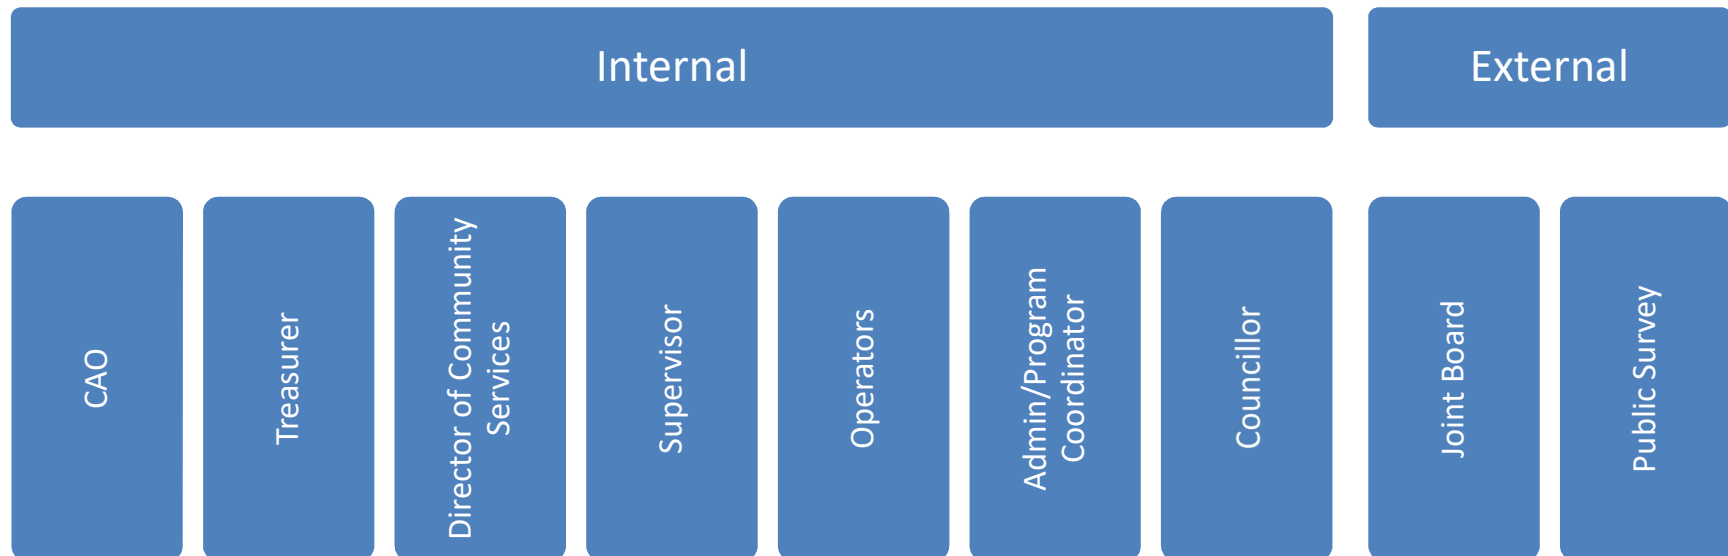 Internal
External
CAO
Treasurer
Director of Community
Services
Supervisor
Operators
Admin/Program
Coordinator
Councillor
Joint Board
Public Survey